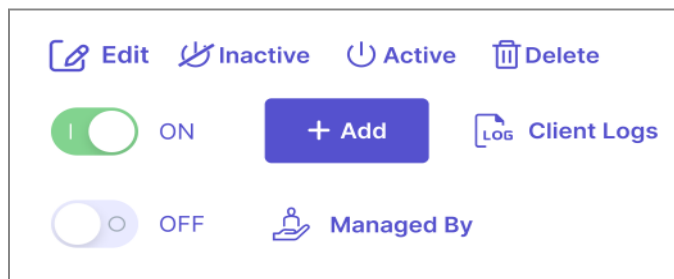 Edit Inactive Active Delete
ON + Add LOG Client Logs
OFF Managed By